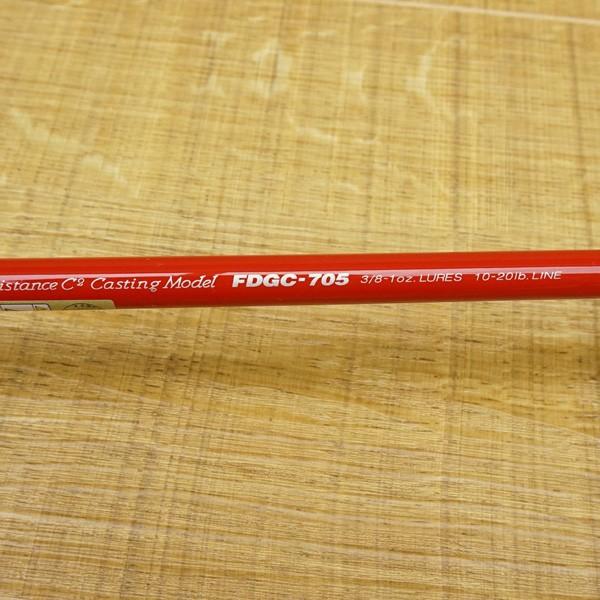 istance C² Casting Model FDGC-705 3/8-1oz. LURES 10-20lb. LINE